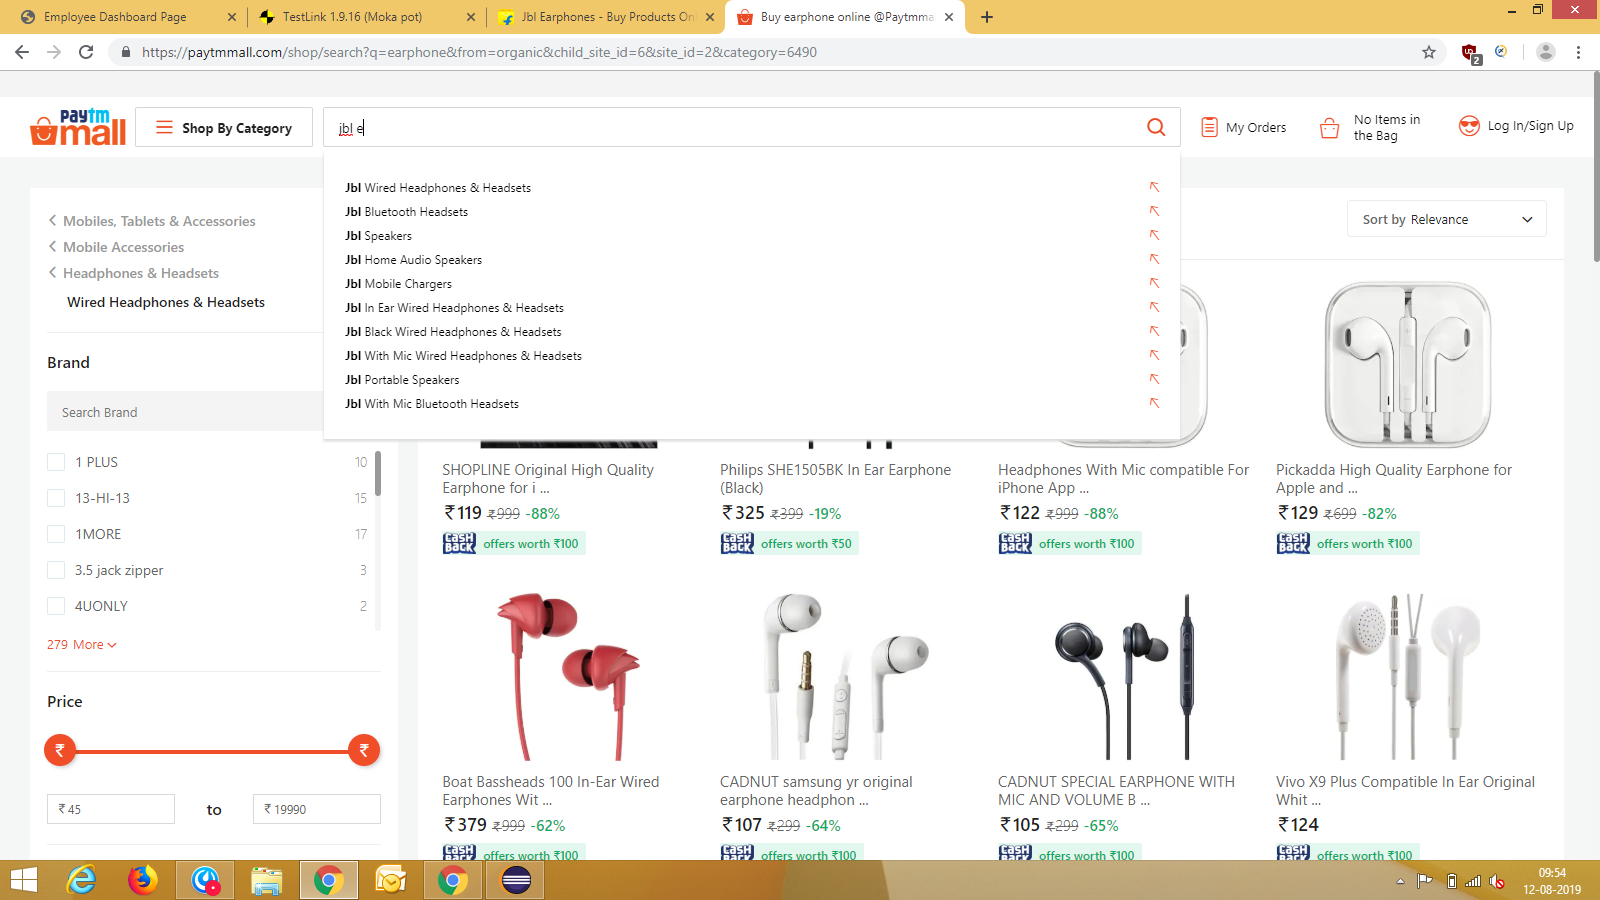 Employee Dashboard Page
TestLink 1.9.16 (Moka pot)
Jbl Earphones - Buy Products On
Buy earphone online @Paytmma
https://paytmmall.com/shop/search?q=earphone&from=organic&child_site_id=6&site_id=2&category=6490
2
paytm mall
Shop By Category
jbl e
My Orders
No Items in
the Bag
Log In/Sign Up
Jbl Wired Headphones & Headsets
Jbl Bluetooth Headsets
Jbl Speakers
Jbl Home Audio Speakers
Jbl Mobile Chargers
Jbl In Ear Wired Headphones & Headsets
Jbl Black Wired Headphones & Headsets
Jbl With Mic Wired Headphones & Headsets
Jbl Portable Speakers
Jbl With Mic Bluetooth Headsets
Mobiles, Tablets & Accessories
Mobile Accessories
Headphones & Headsets
Wired Headphones & Headsets
Sort by Relevance
Brand
Search Brand
1 PLUS 10
13-HI-13 15
1MORE 17
3.5 jack zipper 3
4UONLY 2
279 More
Price
₹ ₹
₹ 45 to ₹ 19990
SHOPLINE Original High Quality
Earphone for i ...
₹119 ₹999 -88%
CASH BACK offers worth ₹100
Philips SHE1505BK In Ear Earphone
(Black)
₹325 ₹399 -19%
CASH BACK offers worth ₹50
Headphones With Mic compatible For
iPhone App ...
₹122 ₹999 -88%
CASH BACK offers worth ₹100
Pickadda High Quality Earphone for
Apple and ...
₹129 ₹699 -82%
CASH BACK offers worth ₹100
Boat Bassheads 100 In-Ear Wired
Earphones Wit ...
₹379 ₹999 -62%
CASH offers worth ₹100
CADNUT samsung yr original
earphone headphon ...
₹107 ₹299 -64%
CASH offers worth ₹100
CADNUT SPECIAL EARPHONE WITH
MIC AND VOLUME B ...
₹105 ₹299 -65%
CASH offers worth ₹100
Vivo X9 Plus Compatible In Ear Original
Whit ...
₹124
CASH offers worth ₹100
09:54
12-08-2019